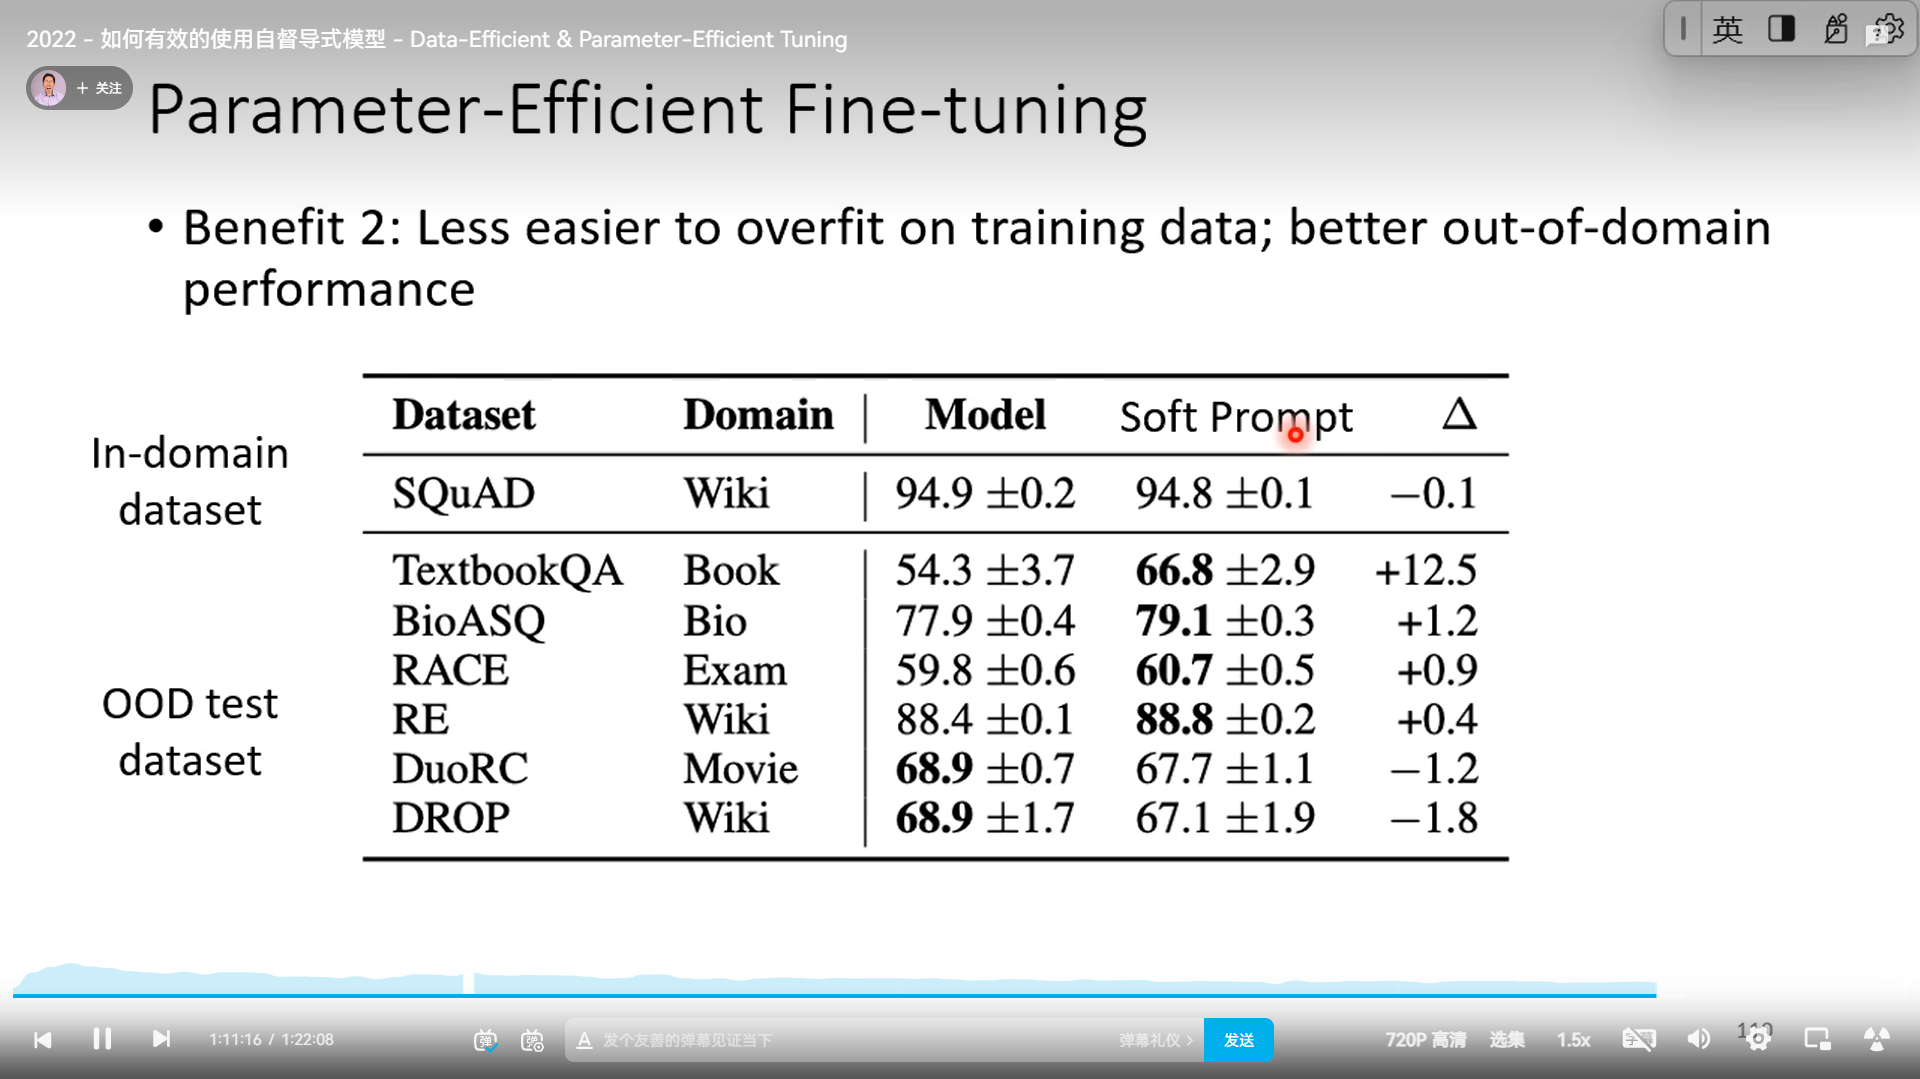 2022 - 如何有效的使用自督导式模型 - Data-Efficient & Parameter-Efficient Tuning
英
+ 关注
Parameter-Efficient Fine-tuning
• Benefit 2: Less easier to overfit on training data; better out-of-domain
performance
Dataset Domain Model Soft Prompt Δ
In-domain
dataset
SQuAD Wiki 94.9 ±0.2 94.8 ±0.1 −0.1
TextbookQA Book 54.3 ±3.7 66.8 ±2.9 +12.5
BioASQ Bio 77.9 ±0.4 79.1 ±0.3 +1.2
RACE Exam 59.8 ±0.6 60.7 ±0.5 +0.9
OOD test
dataset
RE Wiki 88.4 ±0.1 88.8 ±0.2 +0.4
DuoRC Movie 68.9 ±0.7 67.7 ±1.1 −1.2
DROP Wiki 68.9 ±1.7 67.1 ±1.9 −1.8
1:11:16 / 1:22:08
弹
弹
A 发个友善的弹幕见证当下
弹幕礼仪 >
发送
720P 高清
选集
1.5x
字幕